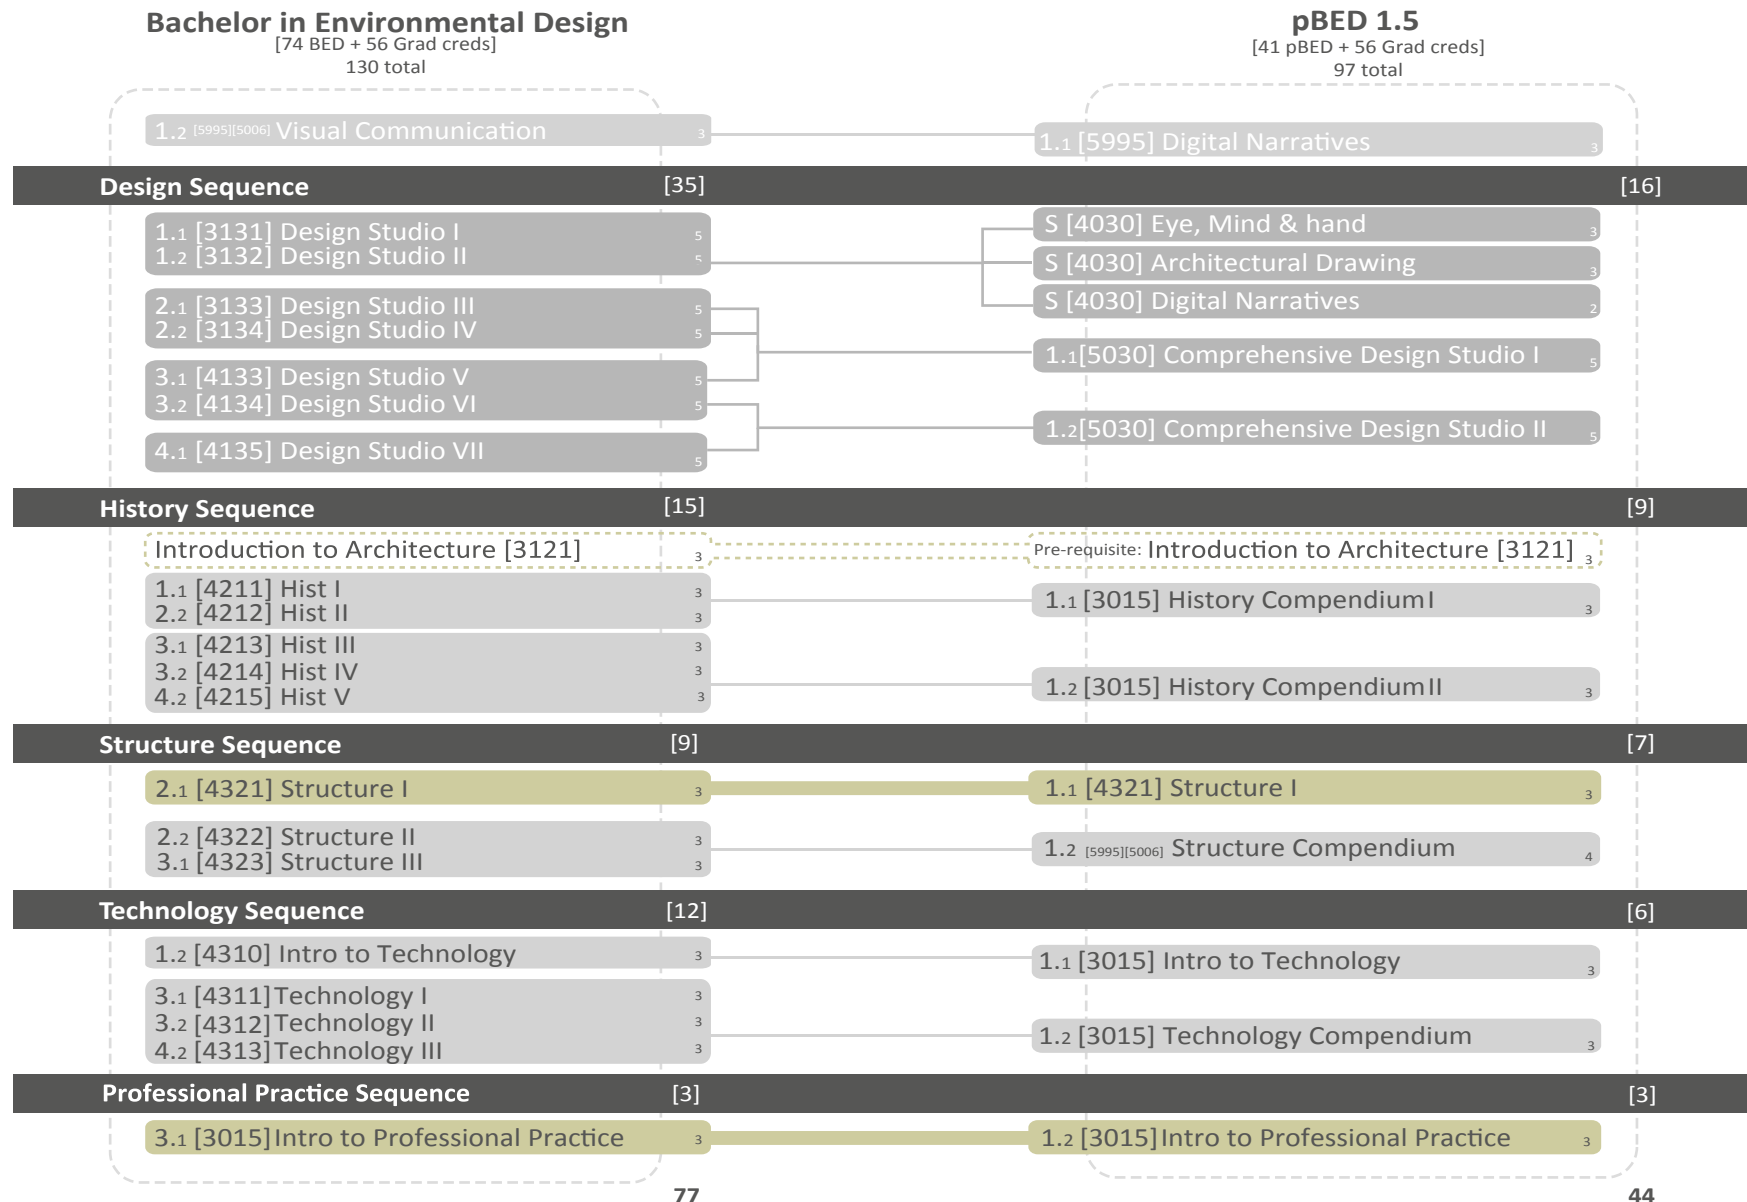 Bachelor in Environmental Design
[74 BED + 56 Grad creds]
130 total
pBED 1.5
[41 pBED + 56 Grad creds]
97 total
1.2 [5995][5006] Visual Communication 3
1.1 [5995] Digital Narratives 3
Design Sequence [35] [16]
1.1 [3131] Design Studio I 5
1.2 [3132] Design Studio II 5
2.1 [3133] Design Studio III 5
2.2 [3134] Design Studio IV 5
3.1 [4133] Design Studio V 5
3.2 [4134] Design Studio VI 5
4.1 [4135] Design Studio VII 5
S [4030] Eye, Mind & hand 3
S [4030] Architectural Drawing 3
S [4030] Digital Narratives 2
1.1[5030] Comprehensive Design Studio I 5
1.2[5030] Comprehensive Design Studio II 5
History Sequence [15] [9]
Introduction to Architecture [3121] 3
Pre-requisite: Introduction to Architecture [3121] 3
1.1 [4211] Hist I 3
2.2 [4212] Hist II 3
3.1 [4213] Hist III 3
3.2 [4214] Hist IV 3
4.2 [4215] Hist V 3
1.1 [3015] History Compendium I 3
1.2 [3015] History Compendium II 3
Structure Sequence [9] [7]
2.1 [4321] Structure I 3
1.1 [4321] Structure I 3
2.2 [4322] Structure II 3
3.1 [4323] Structure III 3
1.2 [5995][5006] Structure Compendium 4
Technology Sequence [12] [6]
1.2 [4310] Intro to Technology 3
1.1 [3015] Intro to Technology 3
3.1 [4311] Technology I 3
3.2 [4312] Technology II 3
4.2 [4313] Technology III 3
1.2 [3015] Technology Compendium 3
Professional Practice Sequence [3] [3]
3.1 [3015] Intro to Professional Practice 3
1.2 [3015] Intro to Professional Practice 3
77
44